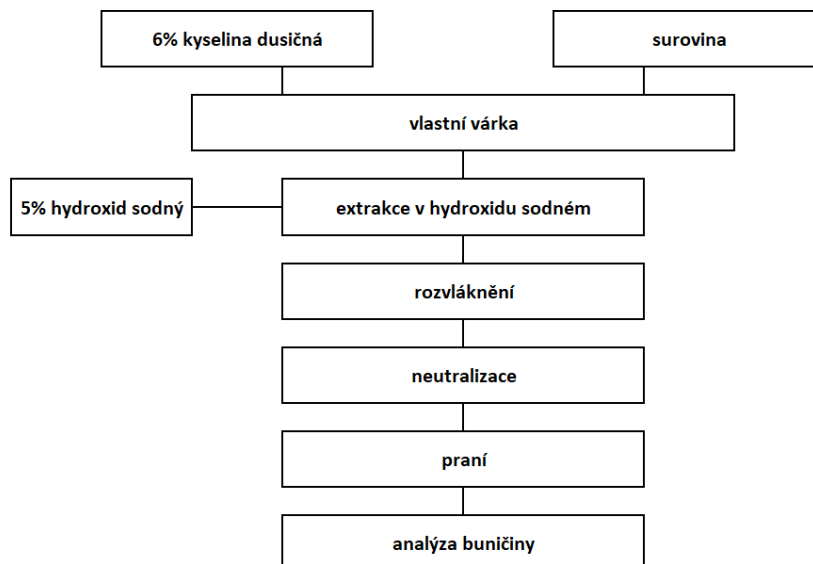 6% kyselina dusičná
surovina
vlastní várka
5% hydroxid sodný
extrakce v hydroxidu sodném
rozvláknění
neutralizace
praní
analýza buničiny